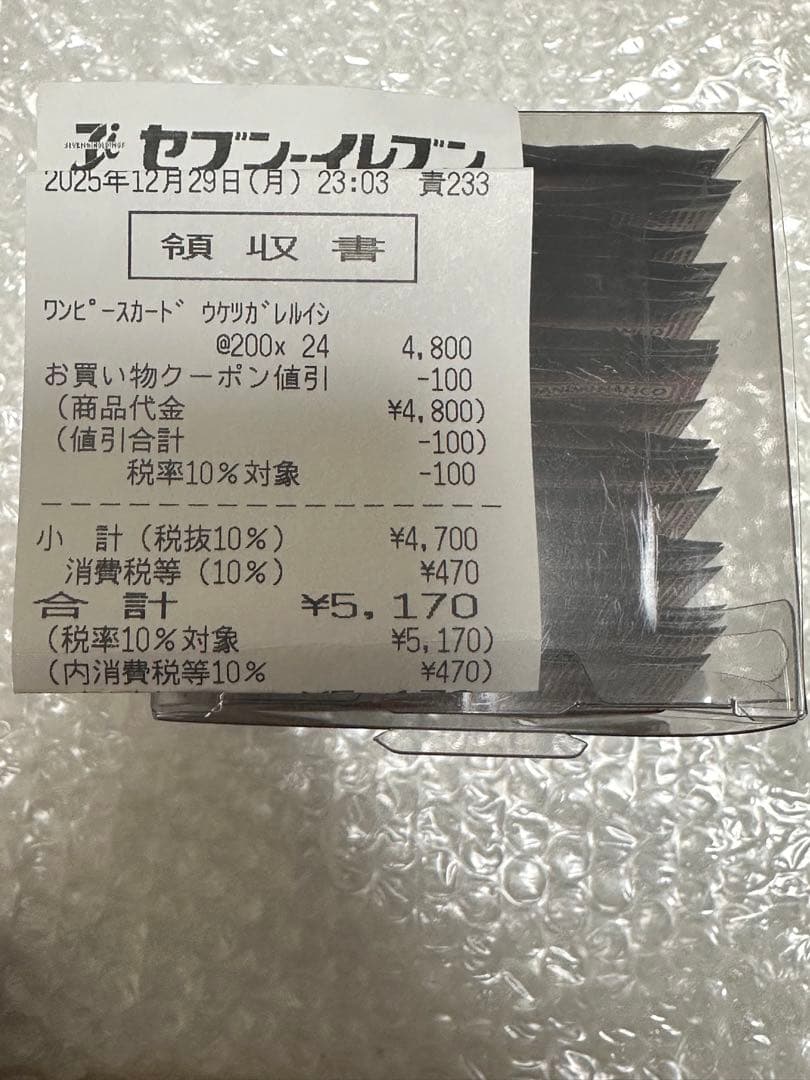 セブン-イレブン
2025年12月29日(月) 23:03 責233
領収書
ﾜﾝﾋﾟｰｽｶｰﾄﾞ ｳｹﾂｶﾞﾚﾙｲｼ
@200x 24 4,800
お買い物クーポン値引 -100
(商品代金 ¥4,800)
(値引合計 -100)
税率10%対象 -100
小 計(税抜10%) ¥4,700
消費税等(10%) ¥470
合 計 ¥5,170
(税率10%対象 ¥5,170)
(内消費税等10% ¥470)